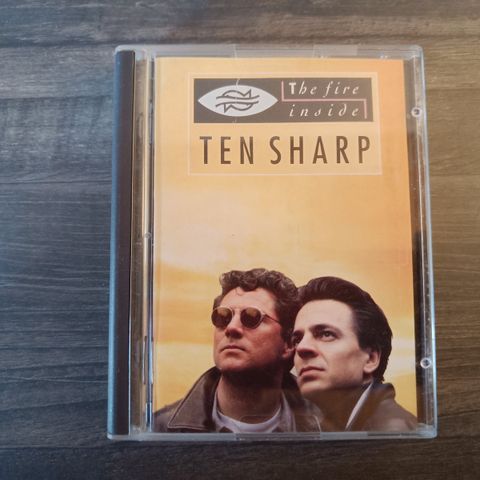 The fire
inside
TEN SHARP